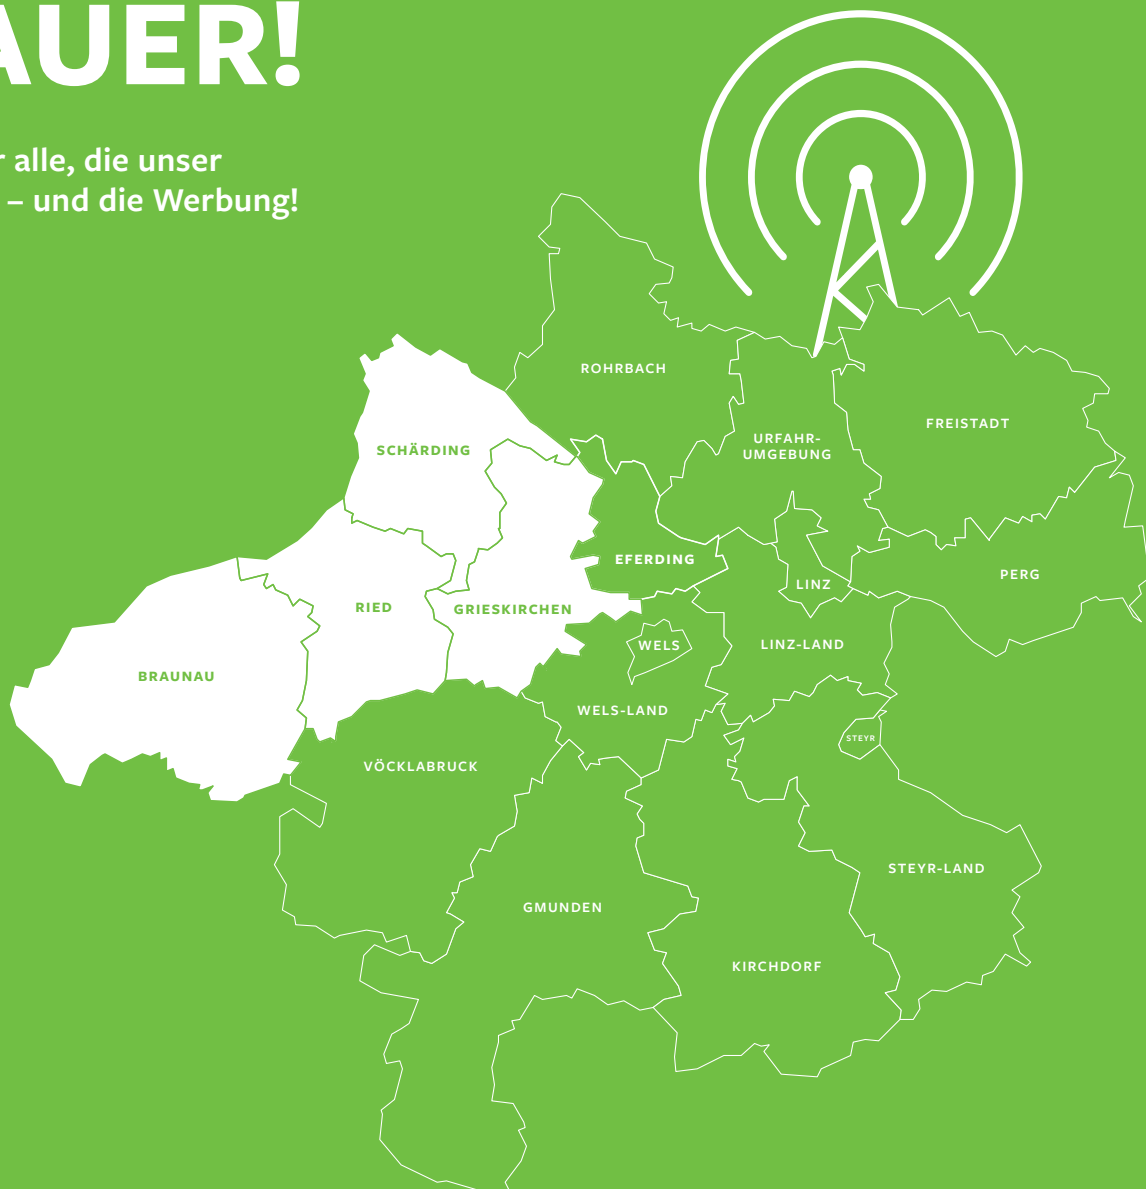 AUER!
r alle, die unser
– und die Werbung!
ROHRBACH
FREISTADT
URFAHR-
UMGEBUNG
SCHÄRDING
EFERDING
PERG
LINZ
RIED
GRIESKIRCHEN
LINZ-LAND
WELS
BRAUNAU
WELS-LAND
STEYR
VÖCKLABRUCK
STEYR-LAND
GMUNDEN
KIRCHDORF